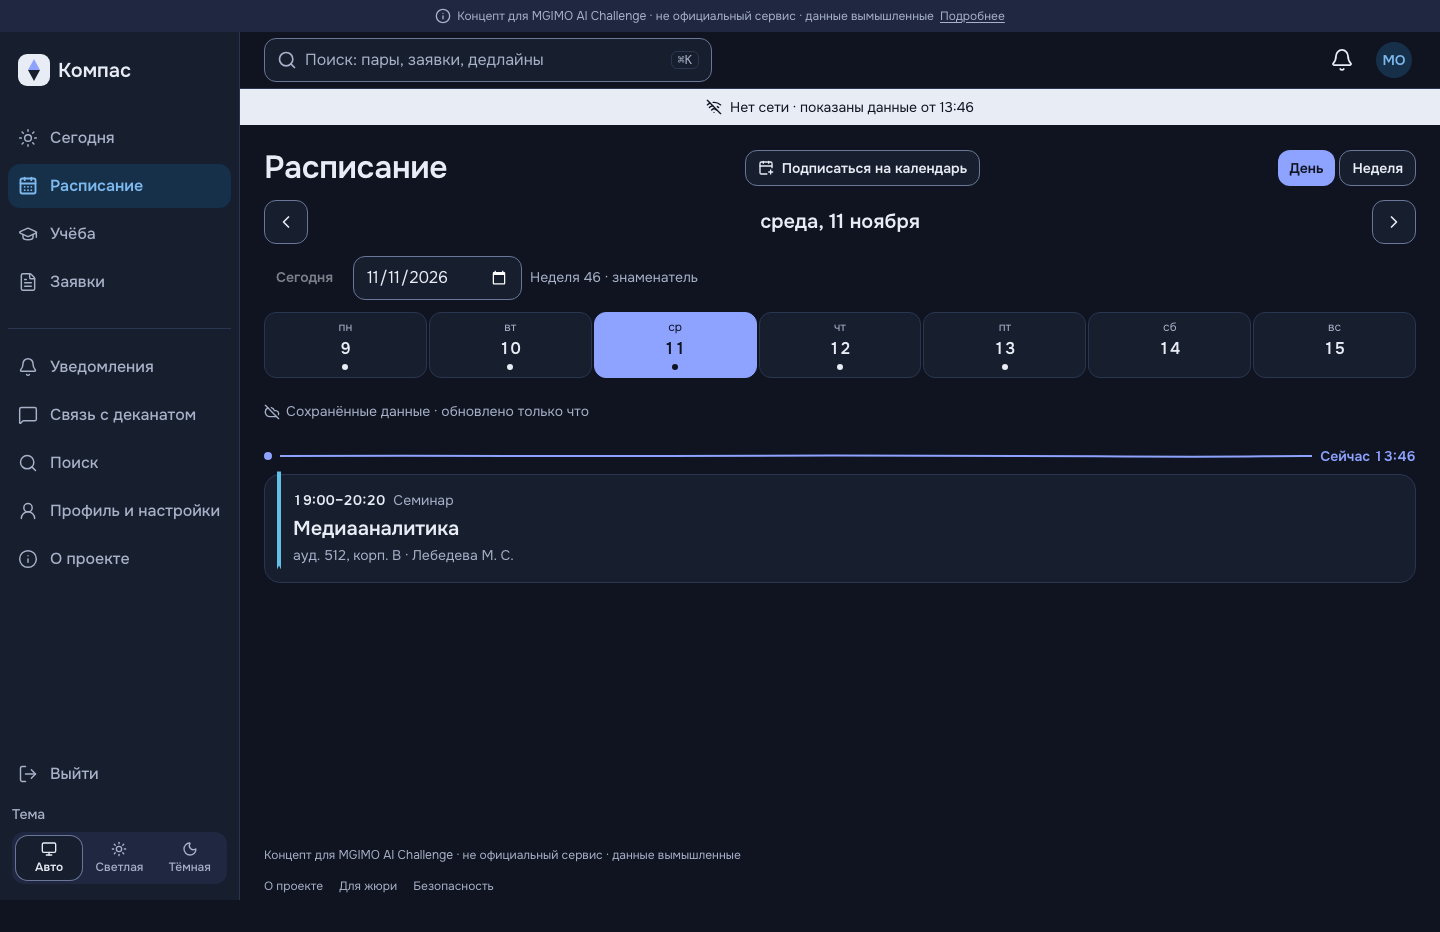 Концепт для MGIMO AI Challenge · не официальный сервис · данные вымышленные Подробнее
Компас
Поиск: пары, заявки, дедлайны ⌘K
МО
Нет сети · показаны данные от 13:46
Сегодня
Расписание
Учёба
Заявки
Уведомления
Связь с деканатом
Поиск
Профиль и настройки
О проекте
Выйти
Тема
Авто Светлая Тёмная
Расписание
Подписаться на календарь
День Неделя
среда, 11 ноября
Сегодня 11/11/2026 Неделя 46 · знаменатель
пн вт ср чт пт сб вс
9 10 11 12 13 14 15
Сохранённые данные · обновлено только что
Сейчас 13:46
19:00–20:20 Семинар
Медиааналитика
ауд. 512, корп. В · Лебедева М. С.
Концепт для MGIMO AI Challenge · не официальный сервис · данные вымышленные
О проекте Для жюри Безопасность